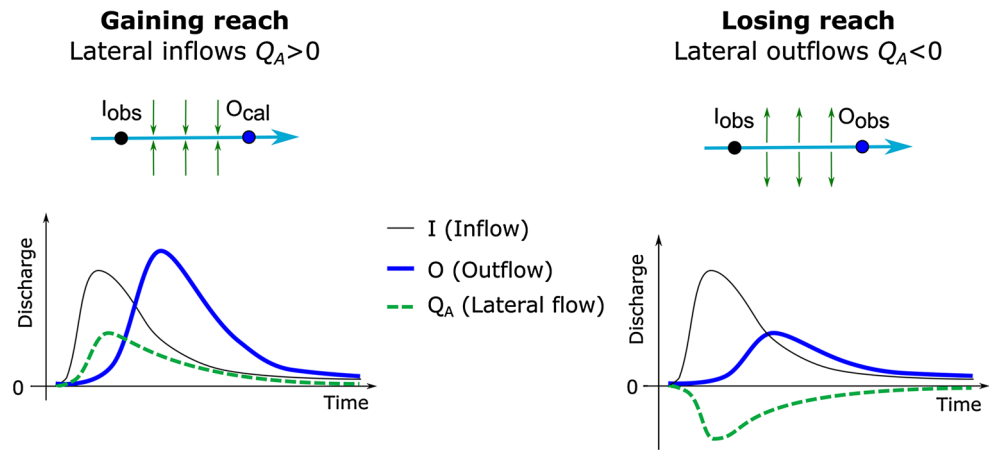 Gaining reach
Lateral inflows QA>0
Iobs
Ocal
Discharge
0
Time
I (Inflow)
O (Outflow)
QA (Lateral flow)
Losing reach
Lateral outflows QA<0
Iobs
Oobs
Discharge
0
Time